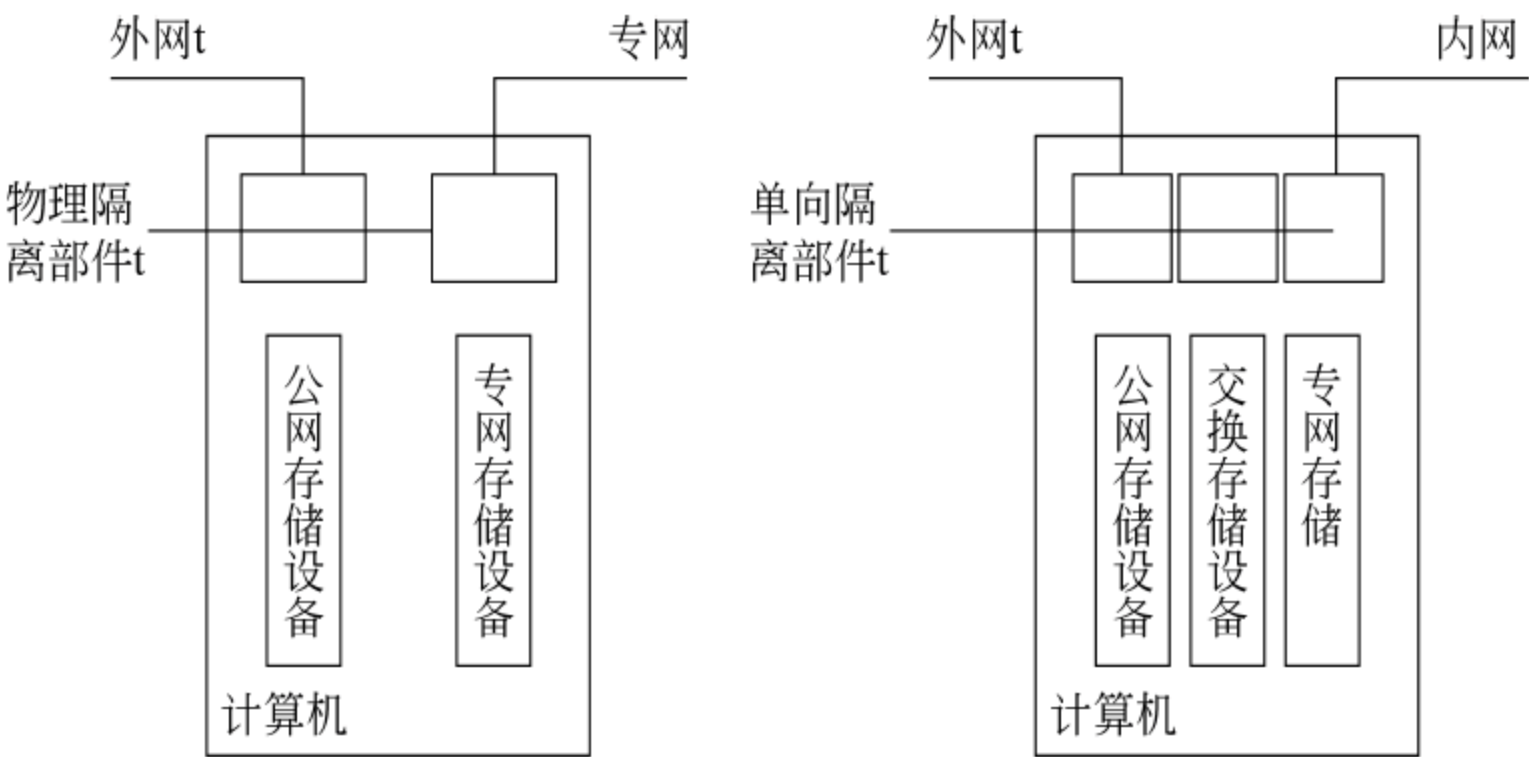 外网t
专网
物理隔
离部件t
公网存储设备
专网存储设备
计算机
外网t
内网
单向隔
离部件t
公网存储设备
交换存储设备
专网存储
计算机